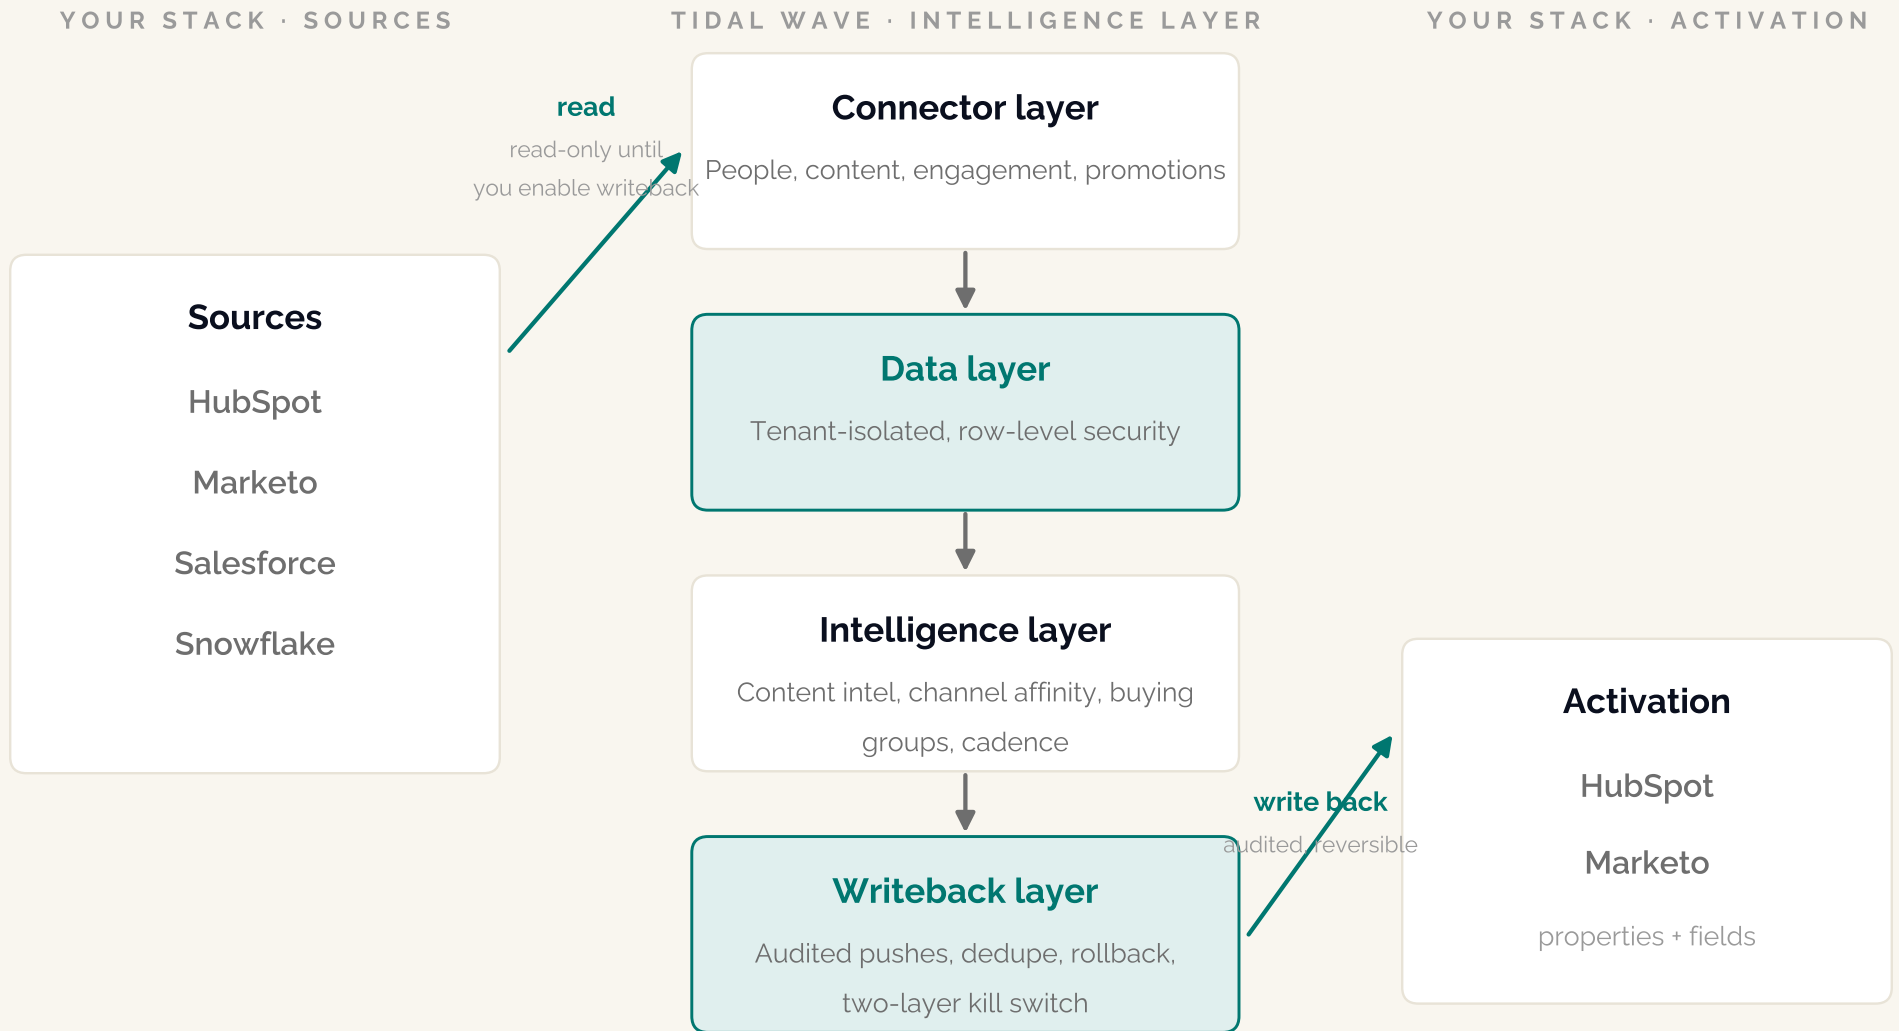 YOUR STACK · SOURCES
TIDAL WAVE · INTELLIGENCE LAYER
YOUR STACK · ACTIVATION
read
read-only until
you enable writeback
Sources
HubSpot
Marketo
Salesforce
Snowflake
Connector layer
People, content, engagement, promotions
Data layer
Tenant-isolated, row-level security
Intelligence layer
Content intel, channel affinity, buying
groups, cadence
Writeback layer
Audited pushes, dedupe, rollback,
two-layer kill switch
write back
audited, reversible
Activation
HubSpot
Marketo
properties + fields